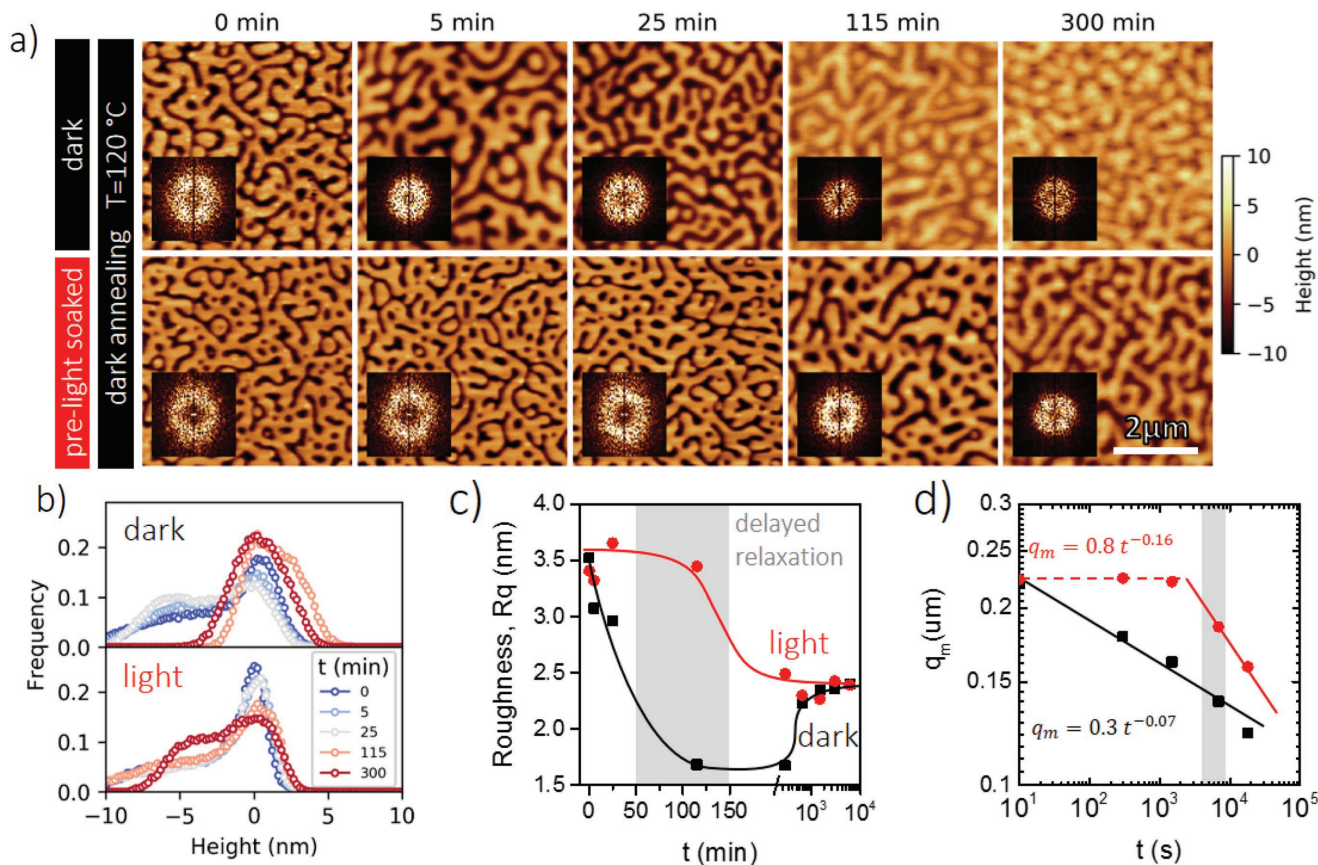 a)
0 min 5 min 25 min 115 min 300 min
dark
pre-light soaked
dark annealing T=120 °C
2μm
10
5
0
−5
−10
Height (nm)
b)
dark
0.2
0.1
0.0
Frequency
light
0.2
0.1
0.0
t (min)
0
5
25
115
300
−10 −5 0 5 10
Height (nm)
c)
4.0
3.5
3.0
2.5
2.0
1.5
Roughness, Rq (nm)
delayed
relaxation
light
dark
0 50 100 150 10³ 10⁴
t (min)
d)
0.3
0.25
0.2
0.15
0.1
qₘ(um)
qₘ = 0.8 t⁻⁰·¹⁶
qₘ = 0.3 t⁻⁰·⁰⁷
10¹ 10² 10³ 10⁴ 10⁵
t (s)